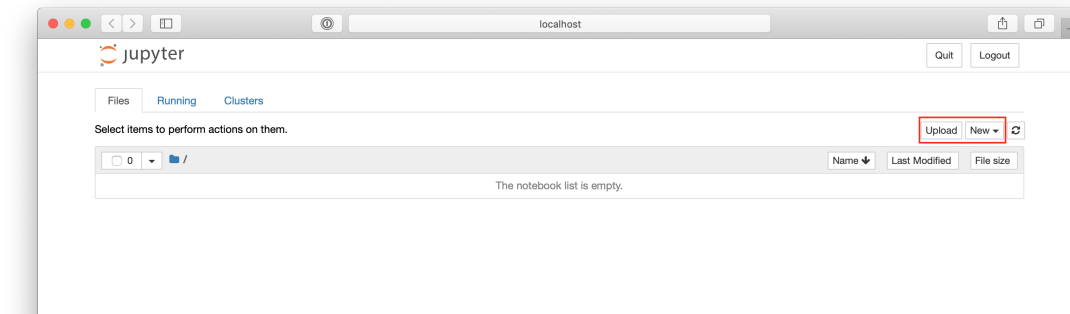 localhost
jupyter
Quit Logout
Files Running Clusters
Select items to perform actions on them.
Upload New
0 / Name Last Modified File size
The notebook list is empty.